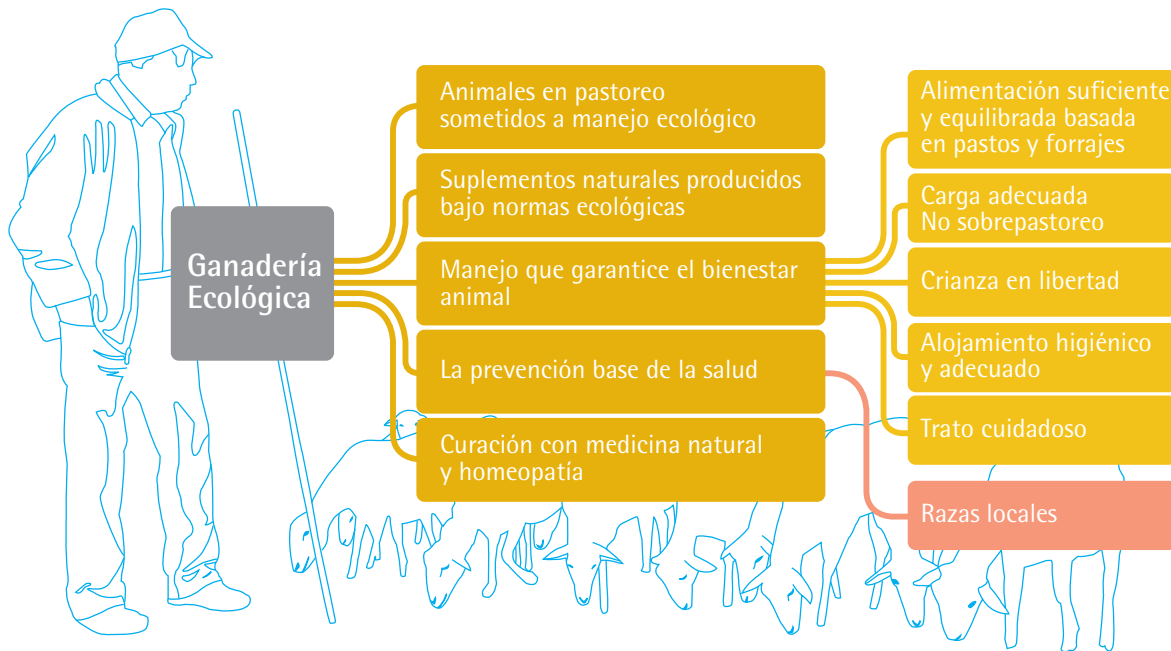 Ganadería
Ecológica
Animales en pastoreo
sometidos a manejo ecológico
Suplementos naturales producidos
bajo normas ecológicas
Manejo que garantice el bienestar
animal
La prevención base de la salud
Curación con medicina natural
y homeopatía
Alimentación suficiente
y equilibrada basada
en pastos y forrajes
Carga adecuada
No sobrepastoreo
Crianza en libertad
Alojamiento higiénico
y adecuado
Trato cuidadoso
Razas locales